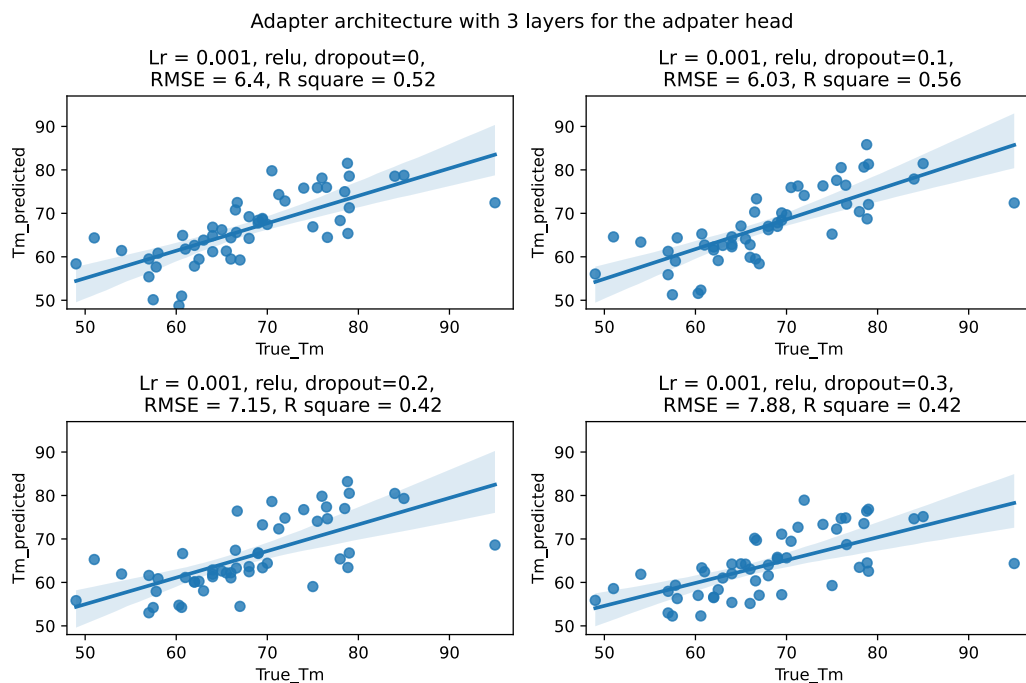 Adapter architecture with 3 layers for the adpater head
Lr = 0.001, relu, dropout=0,
RMSE = 6.4, R square = 0.52
Tm_predicted
90
80
70
60
50
50 60 70 80 90
True_Tm
Lr = 0.001, relu, dropout=0.1,
RMSE = 6.03, R square = 0.56
Tm_predicted
90
80
70
60
50
50 60 70 80 90
True_Tm
Lr = 0.001, relu, dropout=0.2,
RMSE = 7.15, R square = 0.42
Tm_predicted
90
80
70
60
50
50 60 70 80 90
True_Tm
Lr = 0.001, relu, dropout=0.3,
RMSE = 7.88, R square = 0.42
Tm_predicted
90
80
70
60
50
50 60 70 80 90
True_Tm